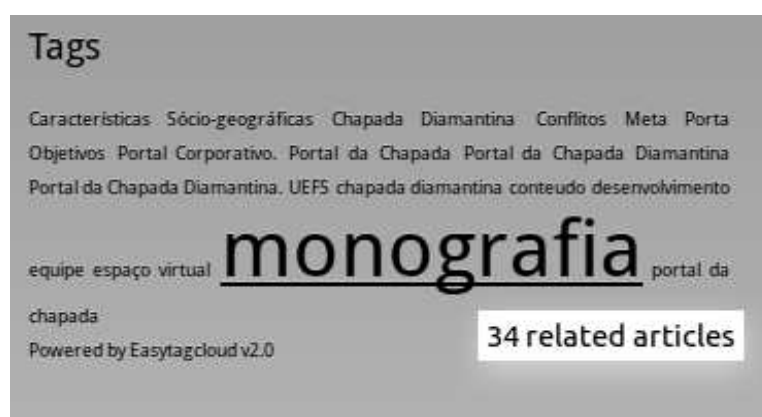 Tags
Características Sócio-geográficas Chapada Diamantina Conflitos Meta Porta
Objetivos Portal Corporativo. Portal da Chapada Portal da Chapada Diamantina
Portal da Chapada Diamantina. UEFS chapada diamantina conteudo desenvolvimento
equipe espaço virtual monografia portal da
chapada
34 related articles
Powered by Easytagcloud v2.0